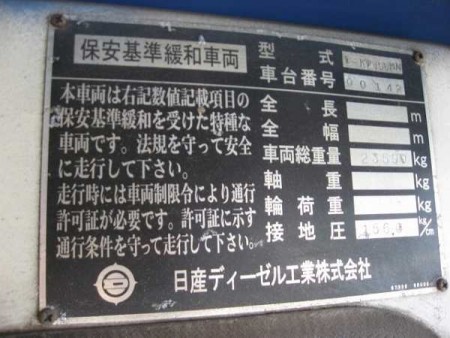 保安基準緩和車両
本車両は右記数値記載項目の
保安基準緩和を受けた特種な
車両です。法規を守って安全
に走行して下さい。
走行時には車両制限令により通行
許可証が必要です。許可証に示す
通行条件を守って走行して下さい。
型式
車台番号 00142
全長 m
全幅 m
車両総重量 kg
軸重 kg
輪荷重 kg
接地圧 kg/cm
日産ディーゼル工業株式会社